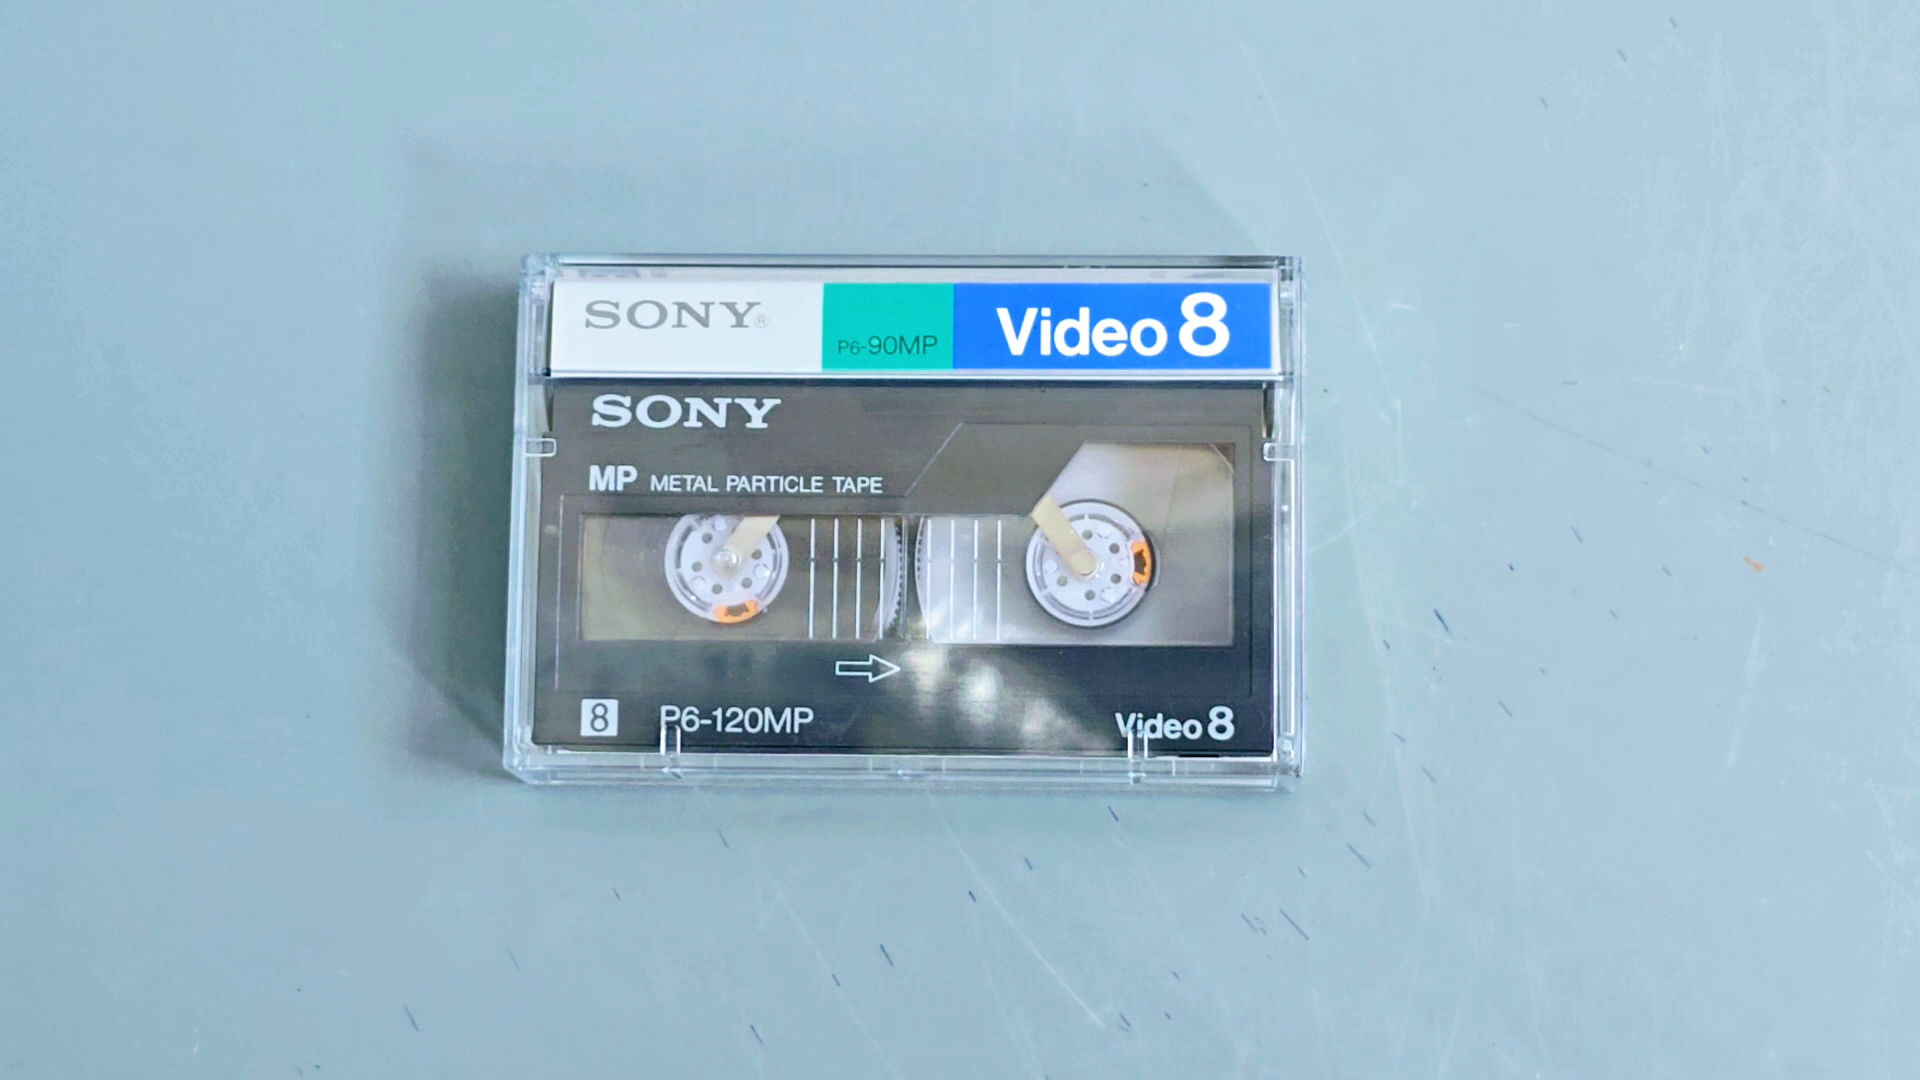 SONY®
P6-90MP
Video 8
SONY
MP METAL PARTICLE TAPE
8 P6-120MP
Video 8